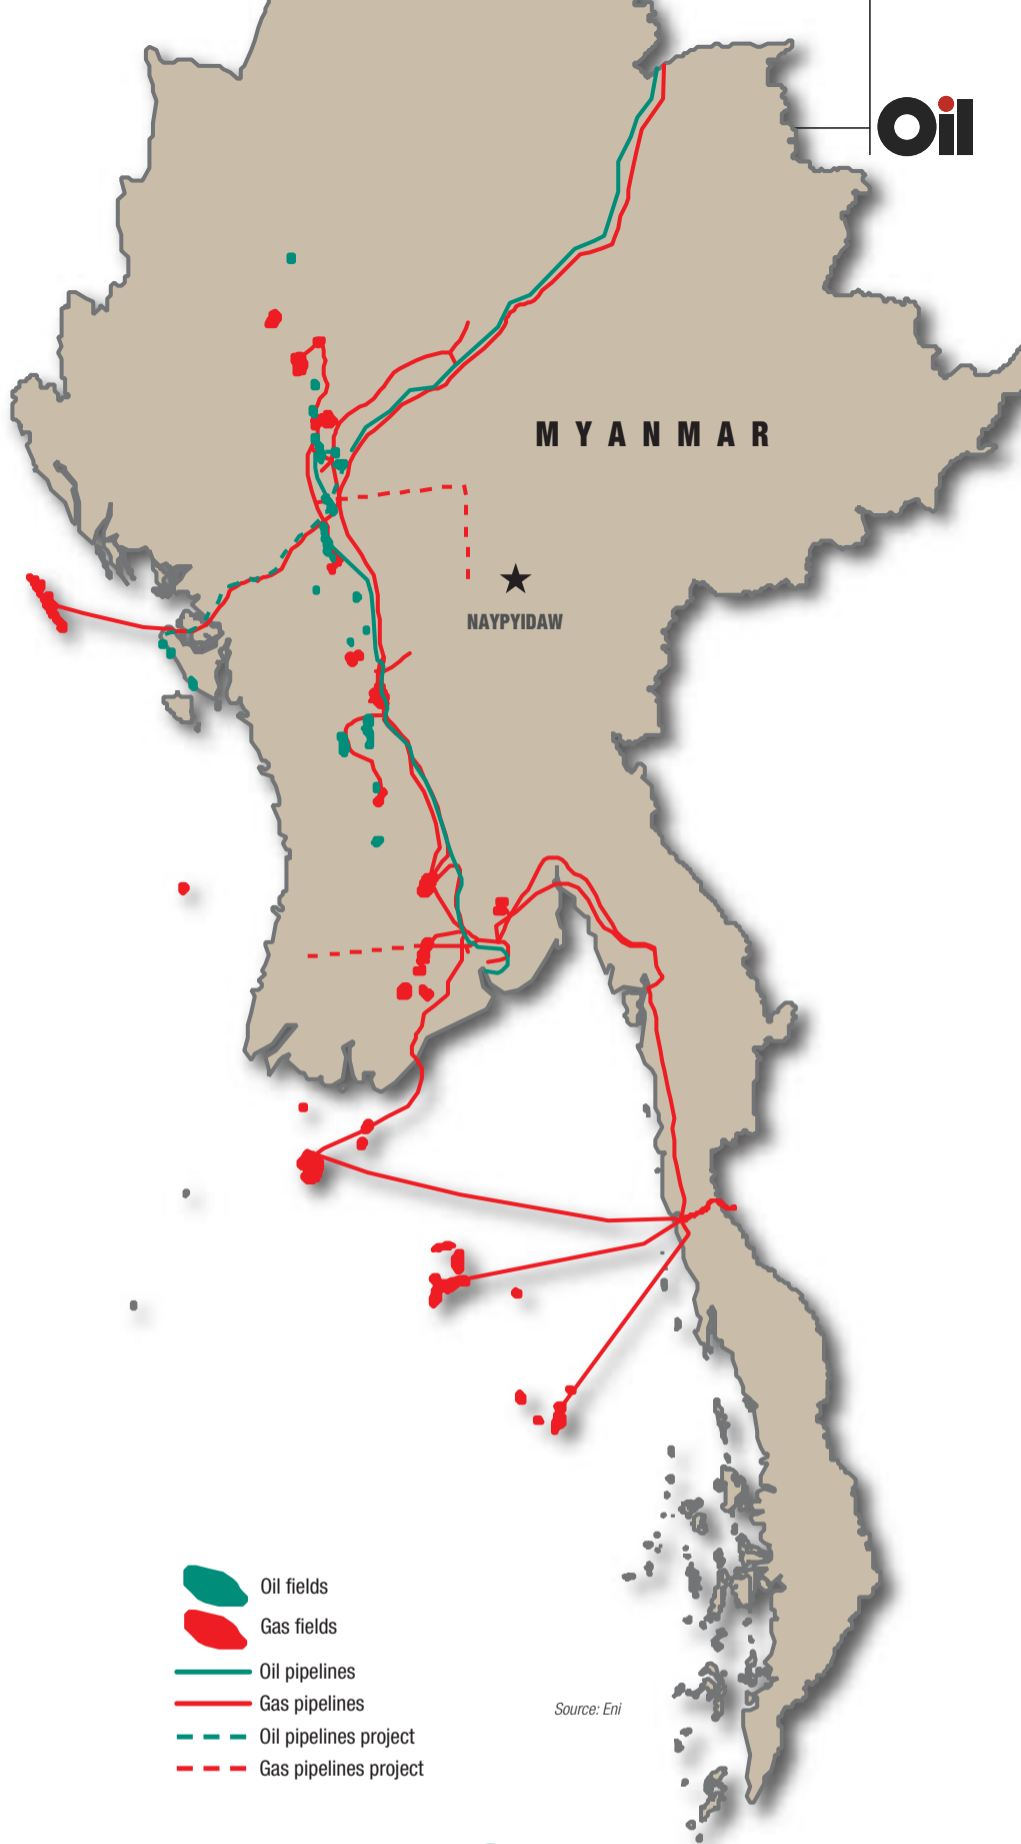 Oil
MYANMAR
NAYPYIDAW
Oil fields
Gas fields
Oil pipelines
Gas pipelines
Oil pipelines project
Gas pipelines project
Source: Eni